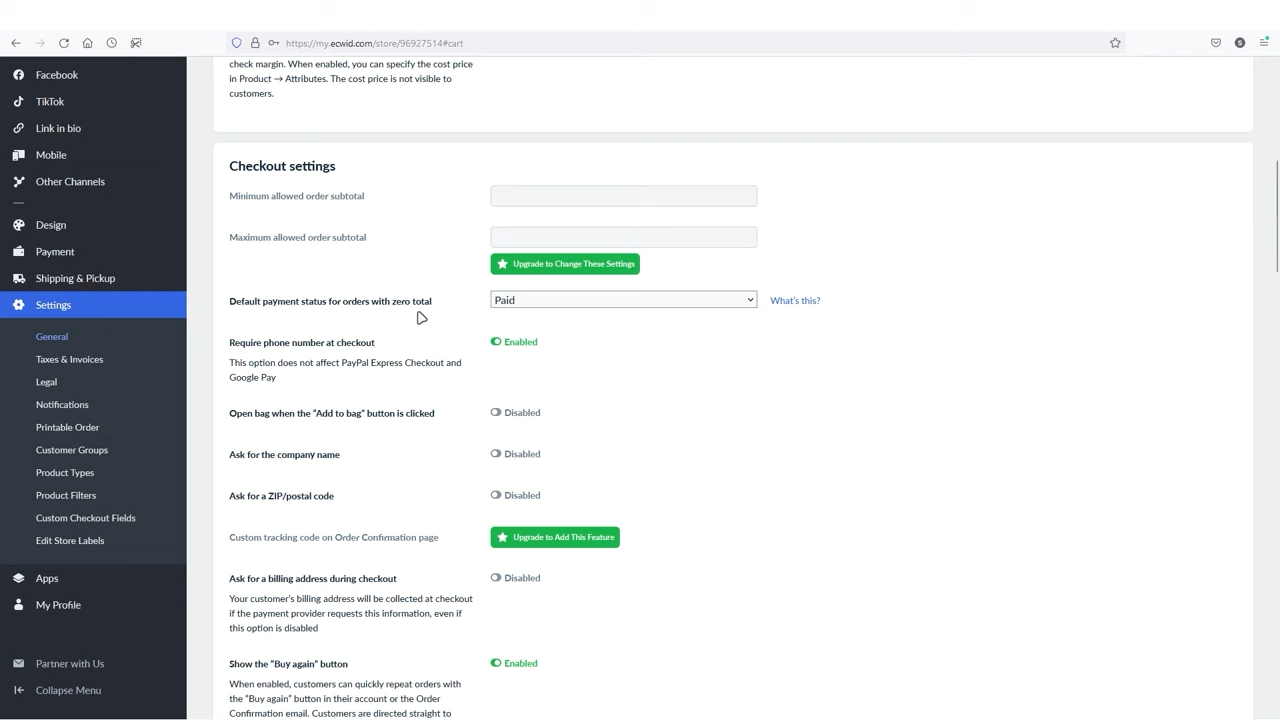 https://my.ecwid.com/store/96927514#cart
Facebook
TikTok
Link in bio
Mobile
Other Channels
Design
Payment
Shipping & Pickup
Settings
General
Taxes & Invoices
Legal
Notifications
Printable Order
Customer Groups
Product Types
Product Filters
Custom Checkout Fields
Edit Store Labels
Apps
My Profile
Partner with Us
Collapse Menu
check margin. When enabled, you can specify the cost price
in Product → Attributes. The cost price is not visible to
customers.
Checkout settings
Minimum allowed order subtotal
Maximum allowed order subtotal
Upgrade to Change These Settings
Default payment status for orders with zero total
Paid
What's this?
Require phone number at checkout
Enabled
This option does not affect PayPal Express Checkout and
Google Pay
Open bag when the “Add to bag” button is clicked
Disabled
Ask for the company name
Disabled
Ask for a ZIP/postal code
Disabled
Custom tracking code on Order Confirmation page
Upgrade to Add This Feature
Ask for a billing address during checkout
Disabled
Your customer's billing address will be collected at checkout
if the payment provider requests this information, even if
this option is disabled
Show the “Buy again” button
Enabled
When enabled, customers can quickly repeat orders with
the “Buy again” button in their account or the Order
Confirmation email. Customers are directed straight to